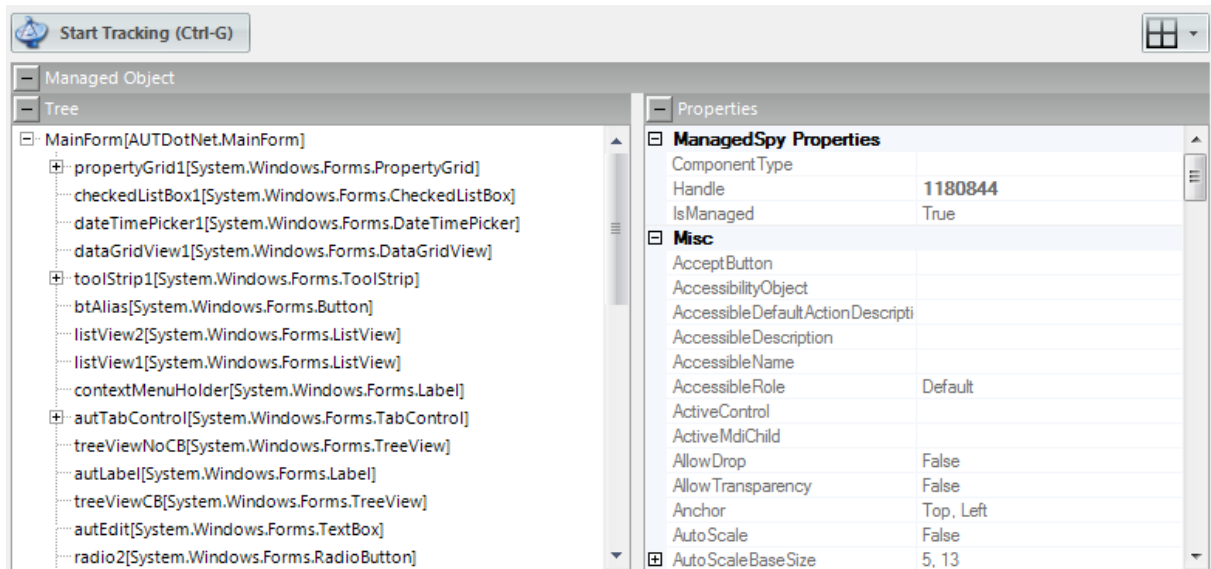 Start Tracking (Ctrl-G)
Managed Object
Tree
MainForm[AUTDotNet.MainForm]
propertyGrid1[System.Windows.Forms.PropertyGrid]
checkedListBox1[System.Windows.Forms.CheckedListBox]
dateTimePicker1[System.Windows.Forms.DateTimePicker]
dataGridView1[System.Windows.Forms.DataGridView]
toolStrip1[System.Windows.Forms.ToolStrip]
btAlias[System.Windows.Forms.Button]
listView2[System.Windows.Forms.ListView]
listView1[System.Windows.Forms.ListView]
contextMenuHolder[System.Windows.Forms.Label]
autTabControl[System.Windows.Forms.TabControl]
treeViewNoCB[System.Windows.Forms.TreeView]
autLabel[System.Windows.Forms.Label]
treeViewCB[System.Windows.Forms.TreeView]
autEdit[System.Windows.Forms.TextBox]
radio2[System.Windows.Forms.RadioButton]
Properties
ManagedSpy Properties
ComponentType
Handle 1180844
IsManaged True
Misc
AcceptButton
AccessibilityObject
AccessibleDefaultActionDescripti
AccessibleDescription
AccessibleName
AccessibleRole Default
ActiveControl
ActiveMdiChild
AllowDrop False
AllowTransparency False
Anchor Top, Left
AutoScale False
AutoScaleBaseSize 5, 13